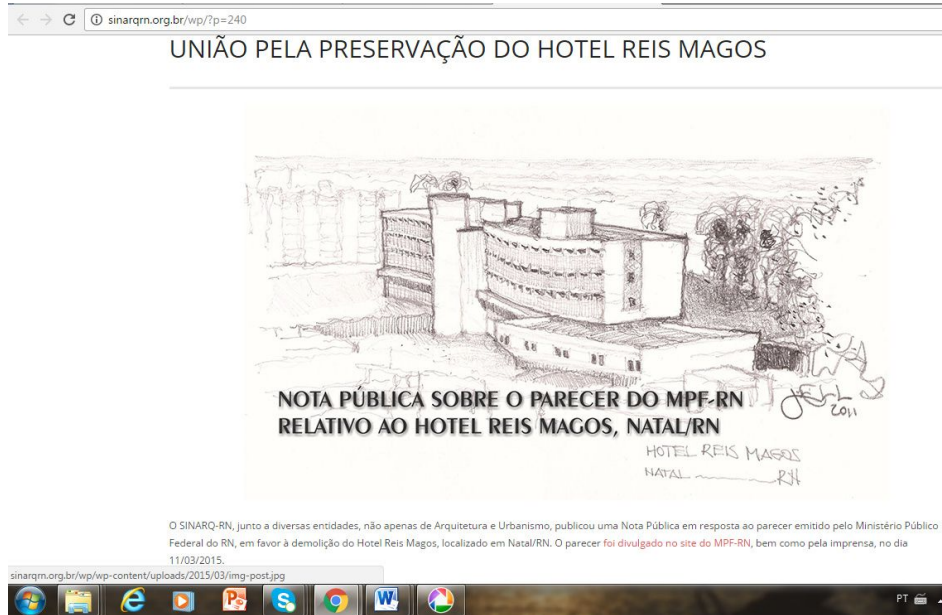 sinarqrn.org.br/wp/?p=240
UNIÃO PELA PRESERVAÇÃO DO HOTEL REIS MAGOS
NOTA PÚBLICA SOBRE O PARECER DO MPF-RN
RELATIVO AO HOTEL REIS MAGOS, NATAL/RN
2011
HOTEL REIS MAGOS
NATAL RN
O SINARQ-RN, junto a diversas entidades, não apenas de Arquitetura e Urbanismo, publicou uma Nota Pública em resposta ao parecer emitido pelo Ministério Público
Federal do RN, em favor à demolição do Hotel Reis Magos, localizado em Natal/RN. O parecer foi divulgado no site do MPF-RN, bem como pela imprensa, no dia
11/03/2015.
sinarqrn.org.br/wp/wp-content/uploads/2015/03/img-post.jpg
PT